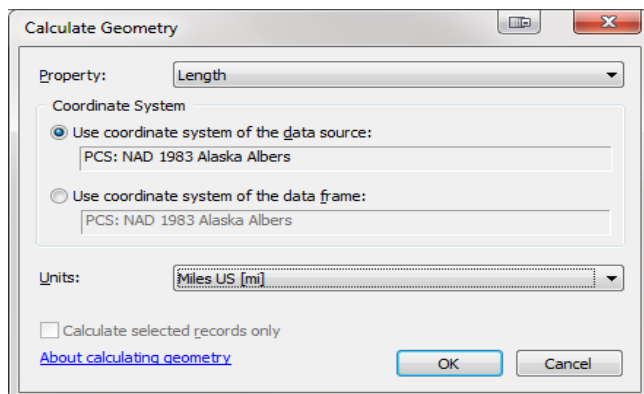 Calculate Geometry
Property: Length
Coordinate System
Use coordinate system of the data source:
PCS: NAD 1983 Alaska Albers
Use coordinate system of the data frame:
PCS: NAD 1983 Alaska Albers
Units: Miles US [mi]
Calculate selected records only
About calculating geometry OK Cancel